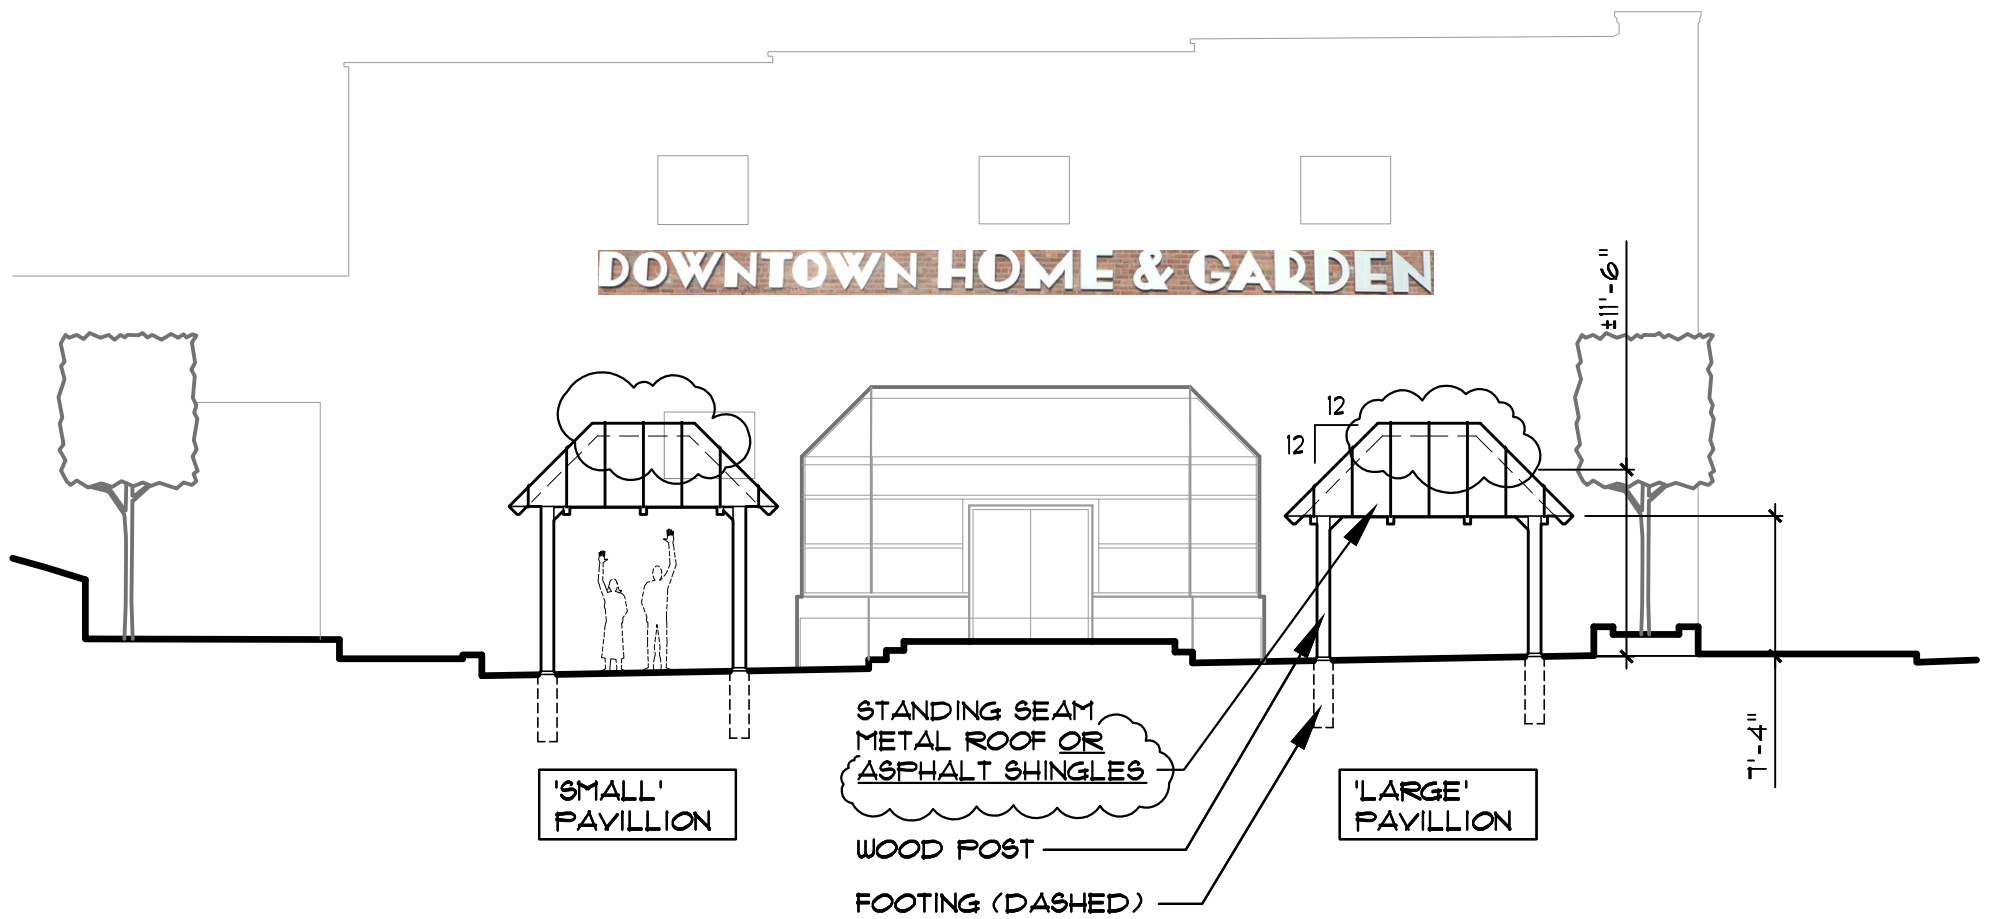 DOWNTOWN HOME & GARDEN
±11'-6"
12
12
STANDING SEAM
METAL ROOF OR
ASPHALT SHINGLES
7'-4"
'SMALL'
PAVILLION
'LARGE'
PAVILLION
WOOD POST
FOOTING (DASHED)